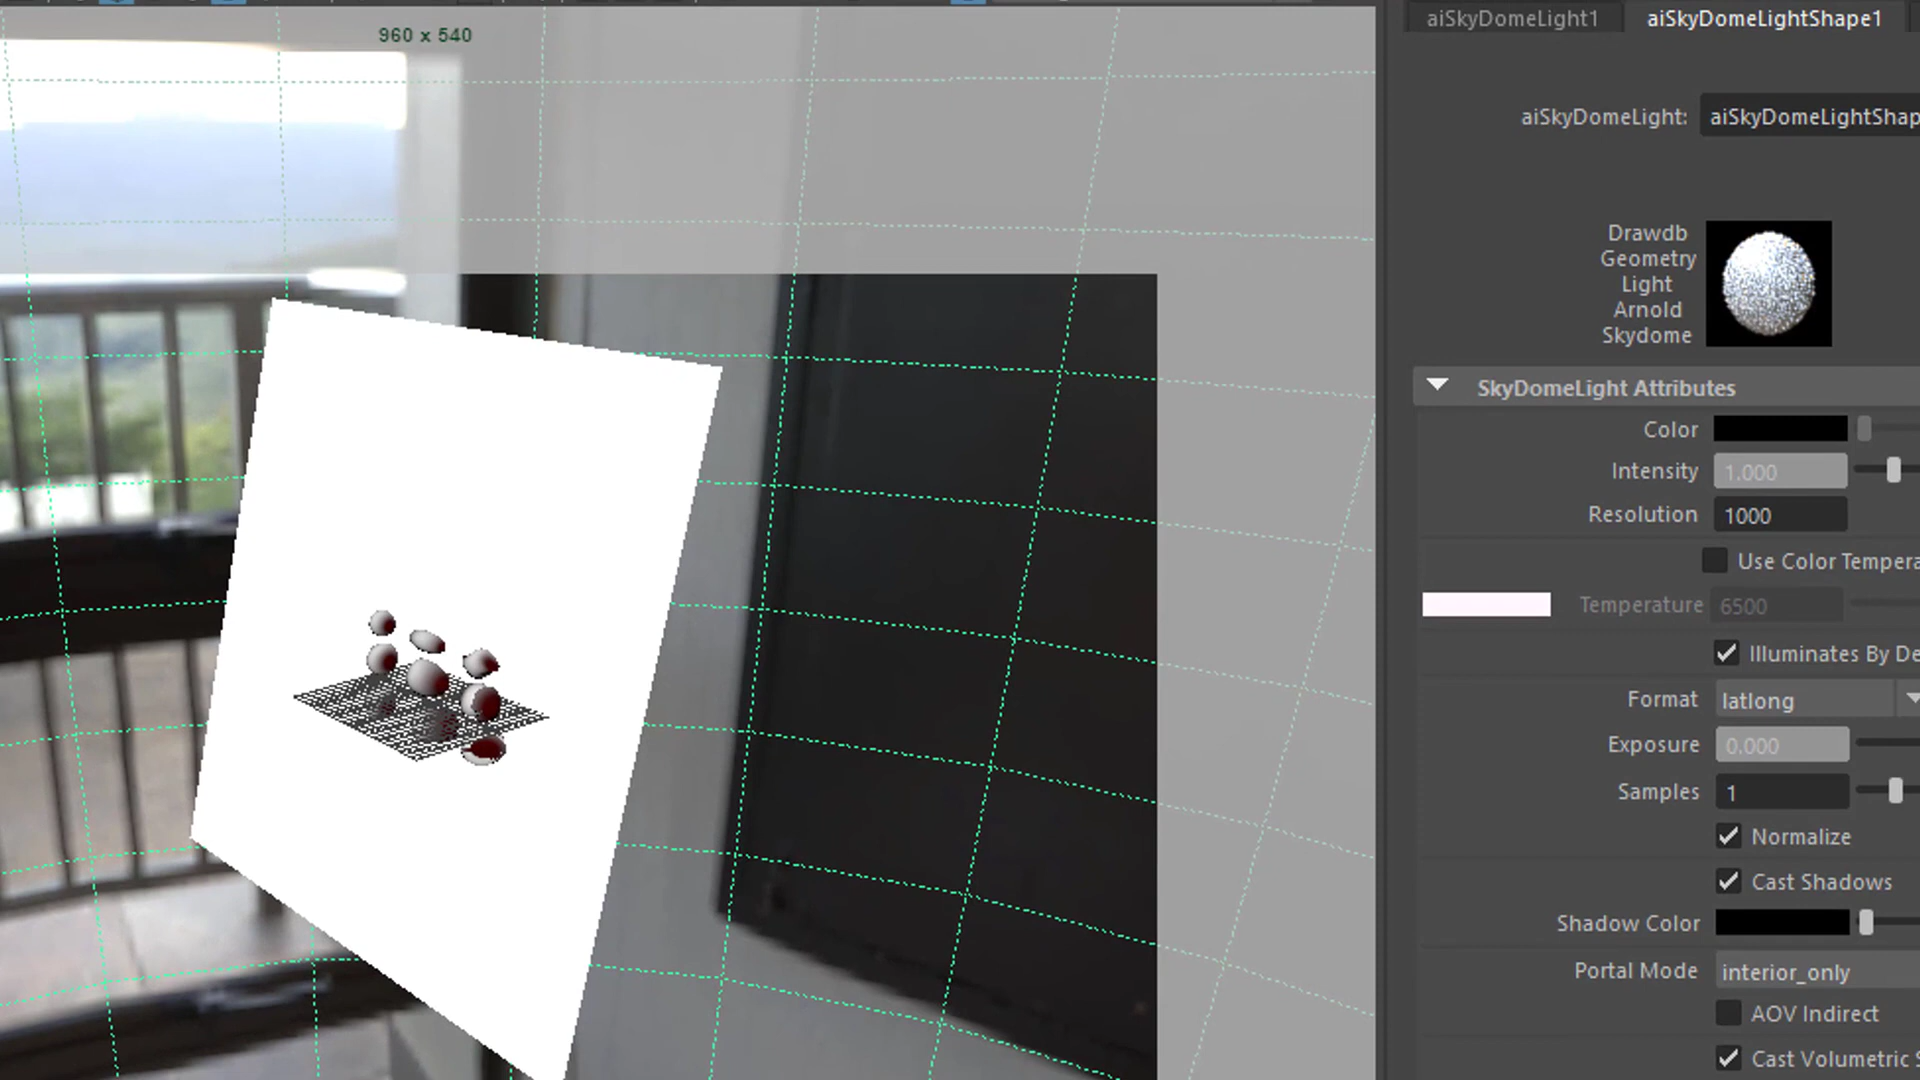 960 x 540
aiSkyDomeLight1
aiSkyDomeLightShape1
aiSkyDomeLight:
aiSkyDomeLightShap
Drawdb
Geometry
Light
Arnold
Skydome
SkyDomeLight Attributes
Color
Intensity 1.000
Resolution 1000
Use Color Tempera
Temperature 6500
Illuminates By De
Format latlong
Exposure 0.000
Samples 1
Normalize
Cast Shadows
Shadow Color
Portal Mode interior_only
AOV Indirect
Cast Volumetric S